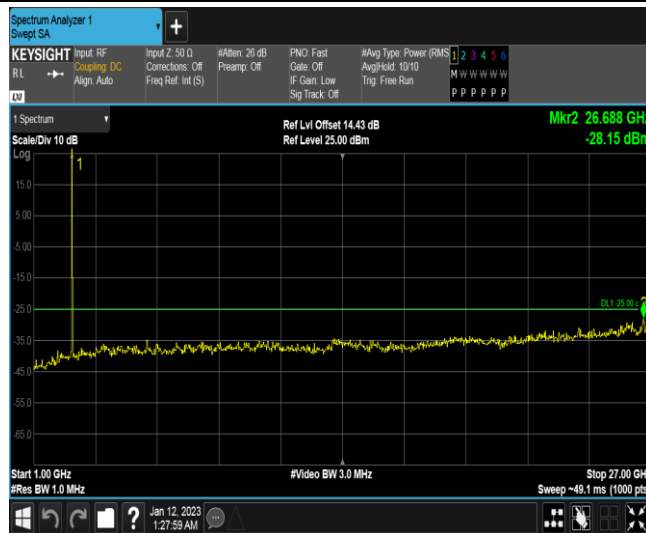 Spectrum Analyzer 1
Swept SA
+
KEYSIGHT
RL
Input: RF
Coupling: DC
Align: Auto
Input Z: 50 Ω
Corrections: Off
Freq Ref: Int (S)
#Atten: 26 dB
Preamp: Off
PNO: Fast
Gate: Off
IF Gain: Low
Sig Track: Off
#Avg Type: Power (RMS
Avg|Hold: 10/10
Trig: Free Run
1 2 3 4 5 6
M W W W W W
P P P P P P
1 Spectrum
Scale/Div 10 dB
Log
Ref Lvl Offset 14.43 dB
Ref Level 25.00 dBm
Mkr2 26.688 GHz
-28.15 dBm
1
15.0
5.00
-5.00
-15.0
-25.0
-35.0
-45.0
-55.0
-65.0
DL1 -25.00
Start 1.00 GHz
#Res BW 1.0 MHz
#Video BW 3.0 MHz
Stop 27.00 GH
Sweep ~49.1 ms (1000 pts
?
Jan 12, 2023
1:27:59 AM